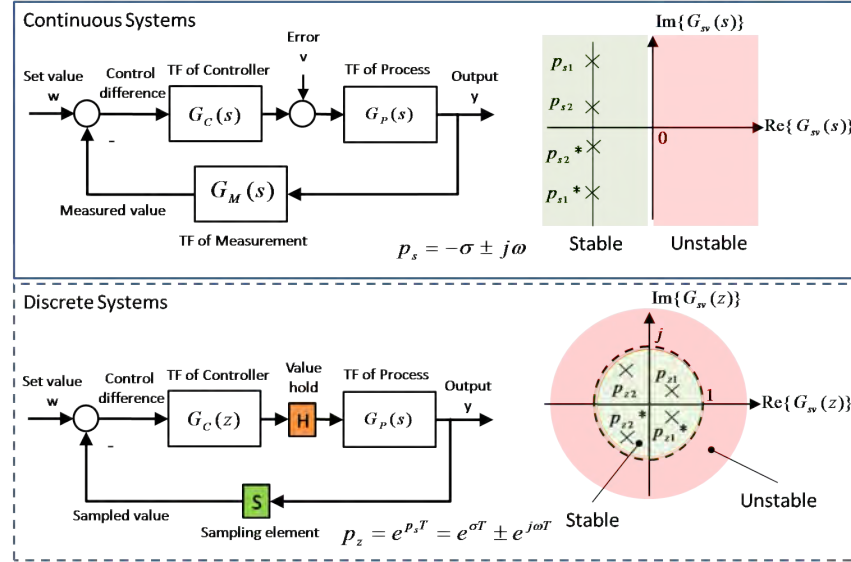 Continuous Systems
Set value
w
Control
difference
TF of Controller
G_C(s)
Error
v
TF of Process
G_P(s)
Output
y
-
G_M(s)
Measured value
TF of Measurement
p_s = −σ ± jω
Im{G_sv(s)}
p_s1
p_s2
p_s2*
p_s1*
0
Re{G_sv(s)}
Stable
Unstable
Discrete Systems
Set value
w
Control
difference
TF of Controller
G_C(z)
Value
hold
H
TF of Process
G_P(s)
Output
y
-
S
Sampled value
Sampling element
p_z = e^{p_s T} = e^{σT} ± e^{jωT}
Im{G_sv(z)}
j
p_z2
p_z1
1
Re{G_sv(z)}
p_z2*
p_z1*
Stable
Unstable